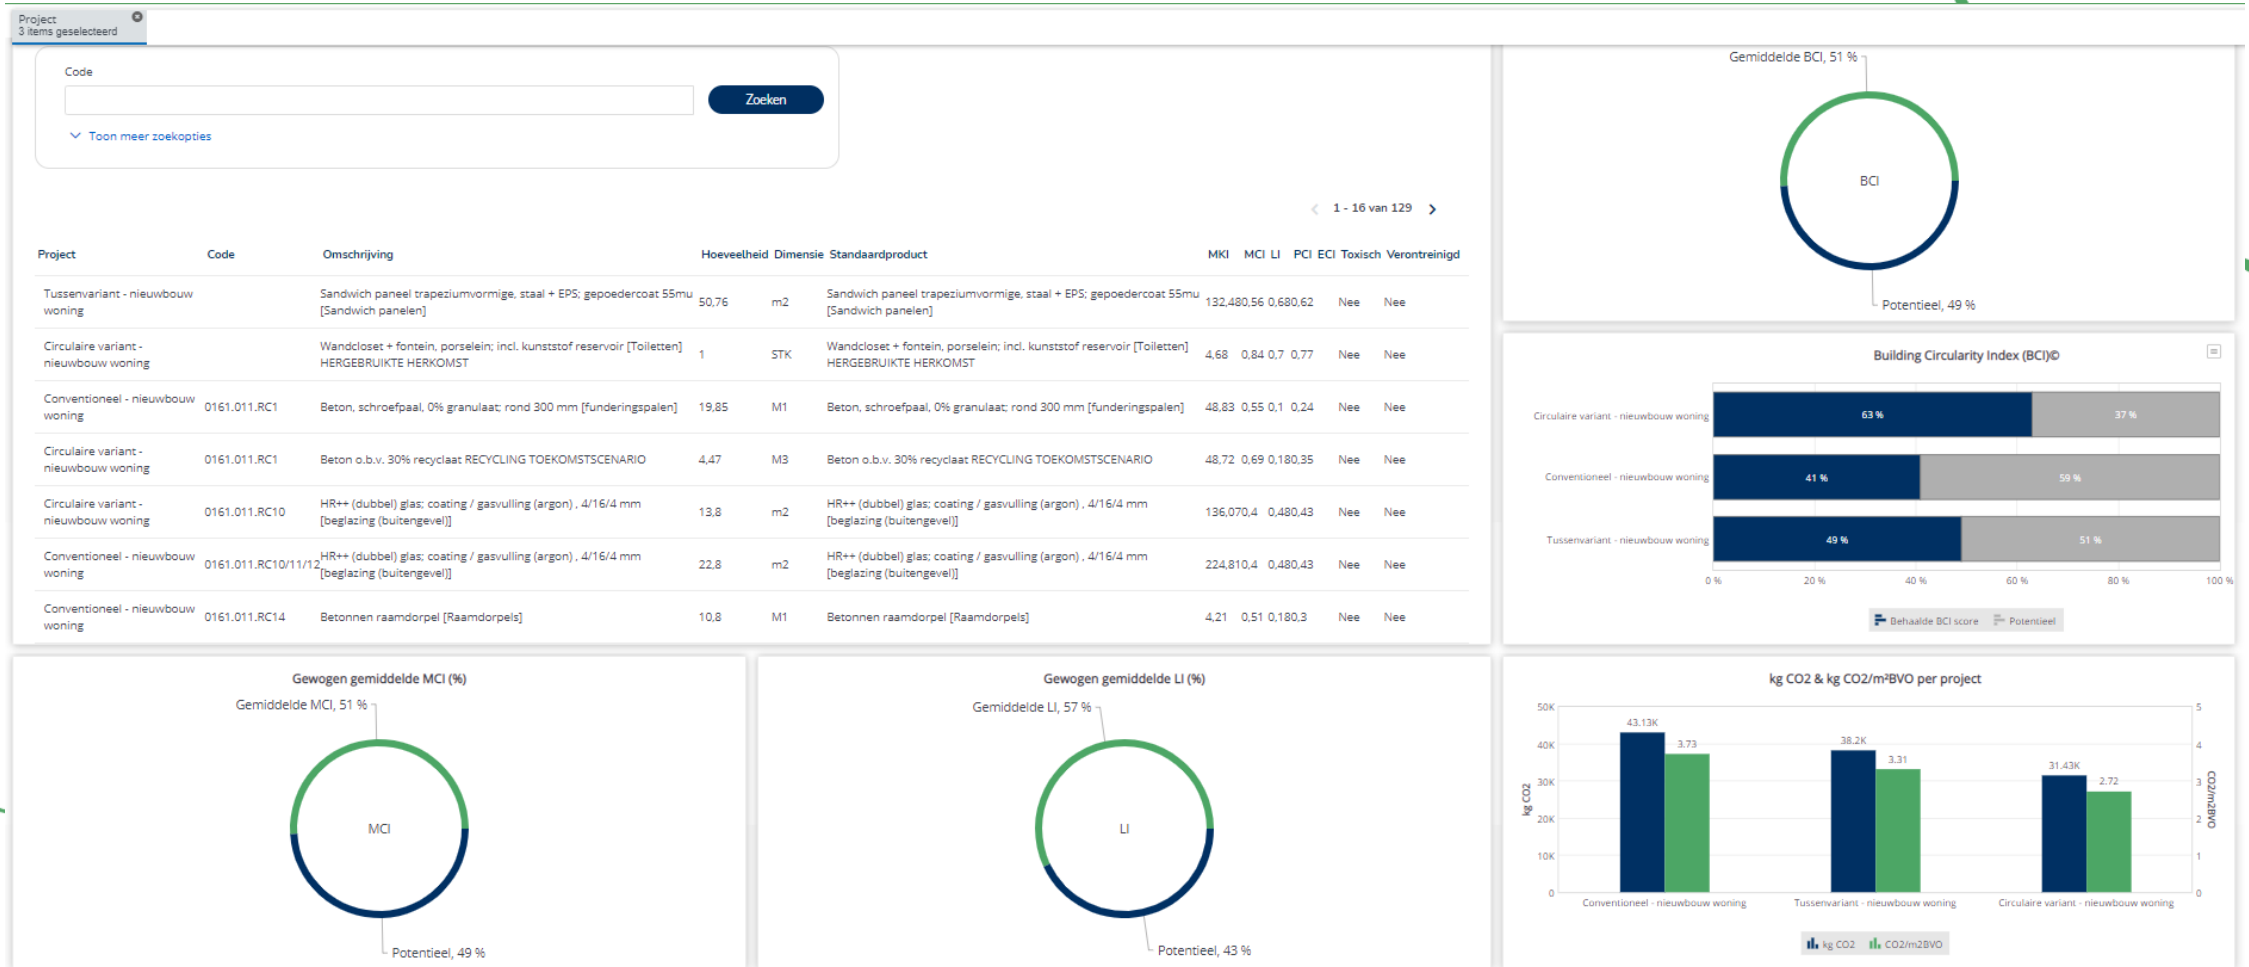 Project
3 items geselecteerd
Code
Zoeken
Toon meer zoekopties
1 - 16 van 129
Project Code Omschrijving Hoeveelheid Dimensie Standaardproduct MKI MCI LI PCI ECI Toxisch Verontreinigd
Tussenvariant - nieuwbouw woning Sandwich paneel trapeziumvormige, staal + EPS; gepoedercoat 55mu [Sandwich panelen] 50,76 m2 Sandwich paneel trapeziumvormige, staal + EPS; gepoedercoat 55mu [Sandwich panelen] 132,48 0,56 0,68 0,62 Nee Nee
Circulaire variant - nieuwbouw woning Wandcloset + fontein, porselein; incl. kunststof reservoir [Toiletten] HERGEBRUIKTE HERKOMST 1 STK Wandcloset + fontein, porselein; incl. kunststof reservoir [Toiletten] HERGEBRUIKTE HERKOMST 4,68 0,84 0,7 0,77 Nee Nee
Conventioneel - nieuwbouw woning 0161.011.RC1 Beton, schroefpaal, 0% granulaat; rond 300 mm [funderingspalen] 19,85 M1 Beton, schroefpaal, 0% granulaat; rond 300 mm [funderingspalen] 48,83 0,55 0,1 0,24 Nee Nee
Circulaire variant - nieuwbouw woning 0161.011.RC1 Beton o.b.v. 30% recyclaat RECYCLING TOEKOMSTSCENARIO 4,47 M3 Beton o.b.v. 30% recyclaat RECYCLING TOEKOMSTSCENARIO 48,72 0,69 0,18 0,35 Nee Nee
Circulaire variant - nieuwbouw woning 0161.011.RC10 HR++ (dubbel) glas; coating / gasvulling (argon) , 4/16/4 mm [beglazing (buitengevel)] 13,8 m2 HR++ (dubbel) glas; coating / gasvulling (argon) , 4/16/4 mm [beglazing (buitengevel)] 136,07 0,4 0,48 0,43 Nee Nee
Conventioneel - nieuwbouw woning 0161.011.RC10/11/12 HR++ (dubbel) glas; coating / gasvulling (argon) , 4/16/4 mm [beglazing (buitengevel)] 22,8 m2 HR++ (dubbel) glas; coating / gasvulling (argon) , 4/16/4 mm [beglazing (buitengevel)] 224,81 0,4 0,48 0,43 Nee Nee
Conventioneel - nieuwbouw woning 0161.011.RC14 Betonnen raamdorpel [Raamdorpels] 10,8 M1 Betonnen raamdorpel [Raamdorpels] 4,21 0,51 0,18 0,3 Nee Nee
Gemiddelde BCI, 51 %
BCI
Potentieel, 49 %
Building Circularity Index (BCI)©
Circulaire variant - nieuwbouw woning 63 % 37 %
Conventioneel - nieuwbouw woning 41 % 59 %
Tussenvariant - nieuwbouw woning 49 % 51 %
0 % 20 % 40 % 60 % 80 % 100 %
Behaalde BCI score Potentieel
Gewogen gemiddelde MCI (%)
Gemiddelde MCI, 51 %
MCI
Potentieel, 49 %
Gewogen gemiddelde LI (%)
Gemiddelde LI, 57 %
LI
Potentieel, 43 %
kg CO2 & kg CO2/m²BVO per project
50K
40K
30K
20K
10K
0
kg CO2
43.13K 3.73
38.2K 3.31
31.43K 2.72
5
4
3
2
1
0
CO2/m2BVO
Conventioneel - nieuwbouw woning Tussenvariant - nieuwbouw woning Circulaire variant - nieuwbouw woning
kg CO2 CO2/m2BVO